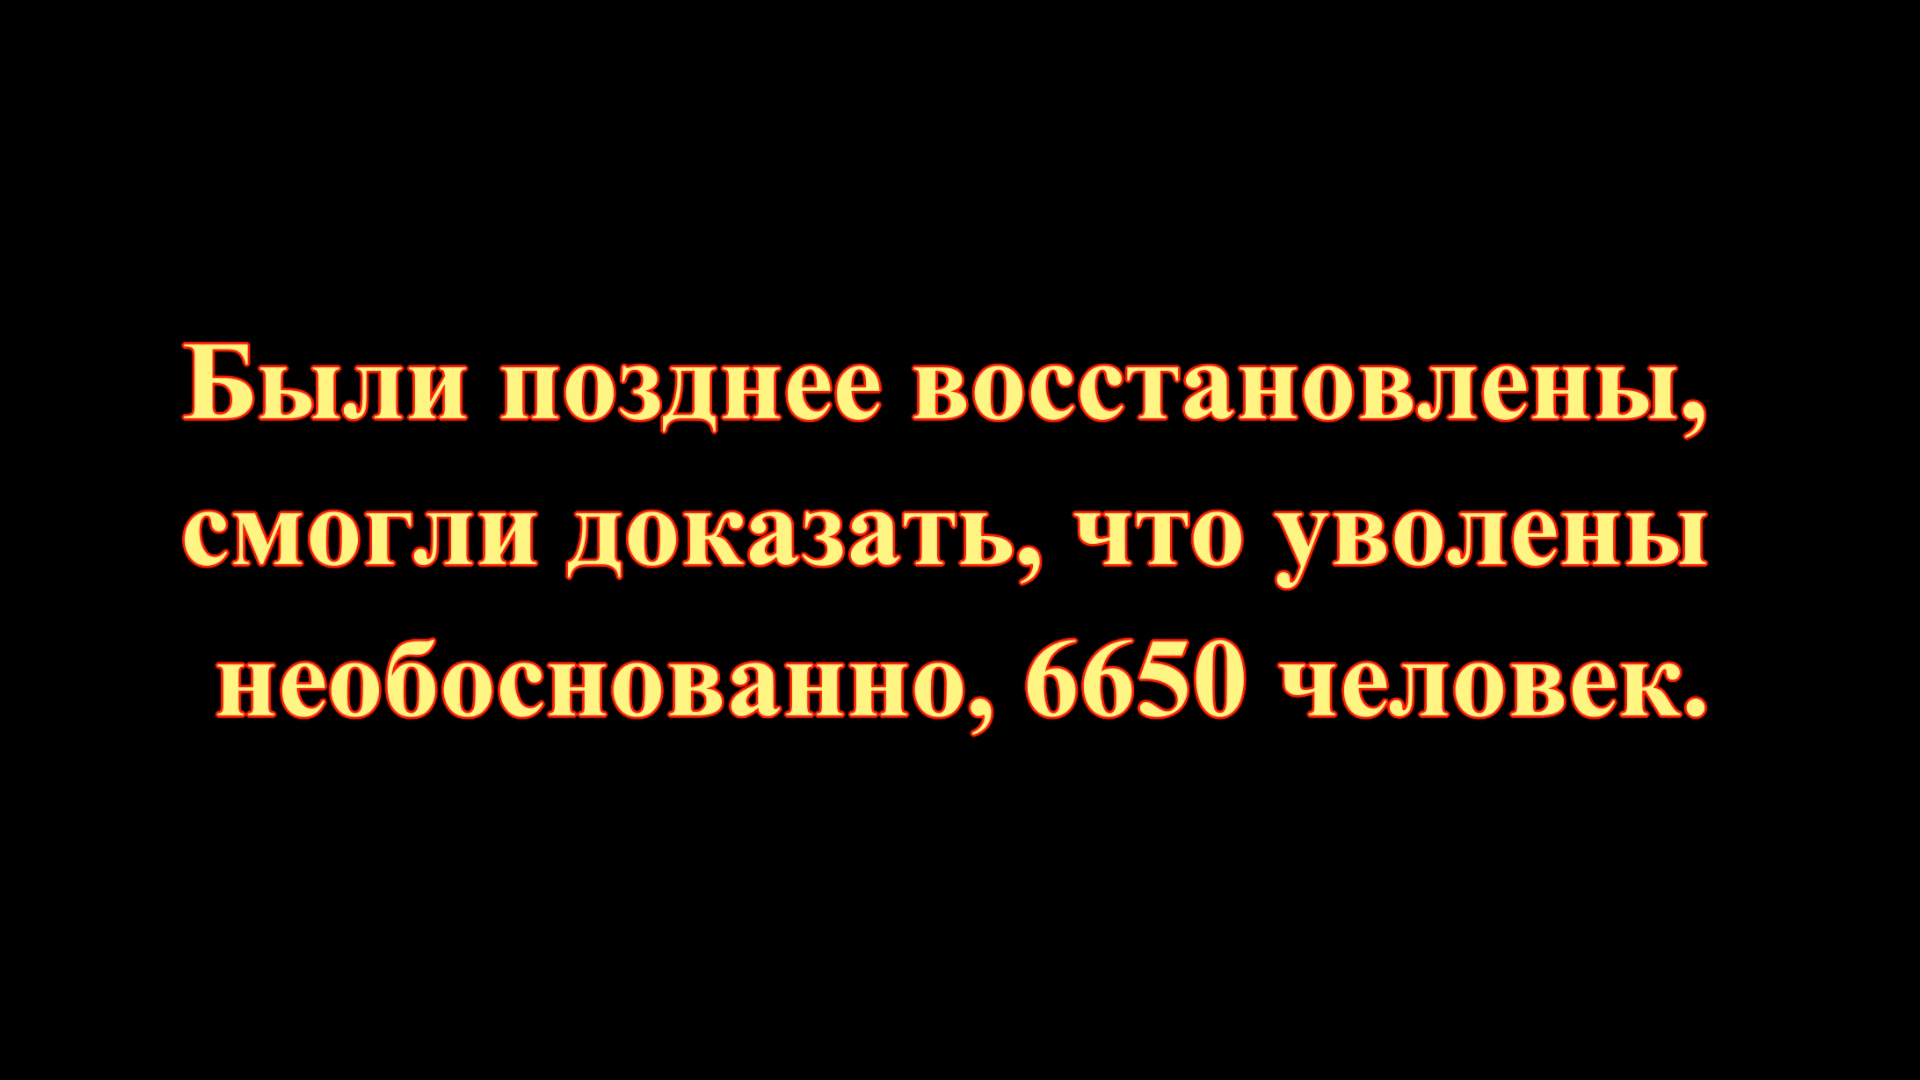 Были позднее восстановлены,
смогли доказать, что уволены
необоснованно, 6650 человек.